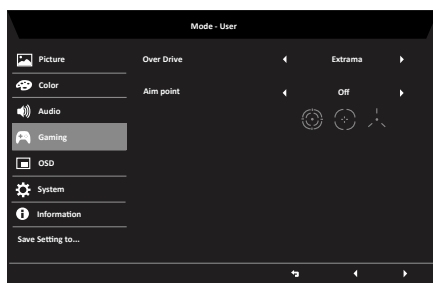 Mode - User
Picture
Over Drive Extrama
Color
Aim point Off
Audio
Gaming
OSD
System
Information
Save Setting to...